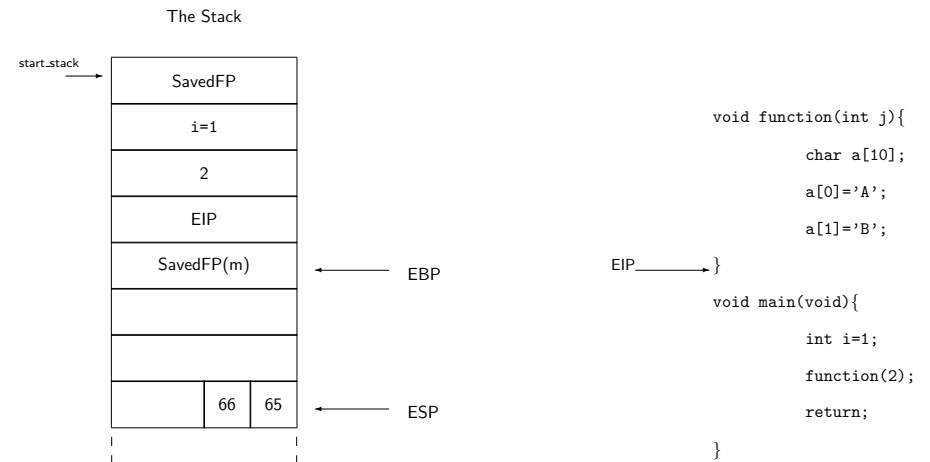 The Stack
start_stack
SavedFP
i=1
2
EIP
SavedFP(m)
EBP
66 65
ESP
void function(int j){
char a[10];
a[0]='A';
a[1]='B';
EIP
}
void main(void){
int i=1;
function(2);
return;
}